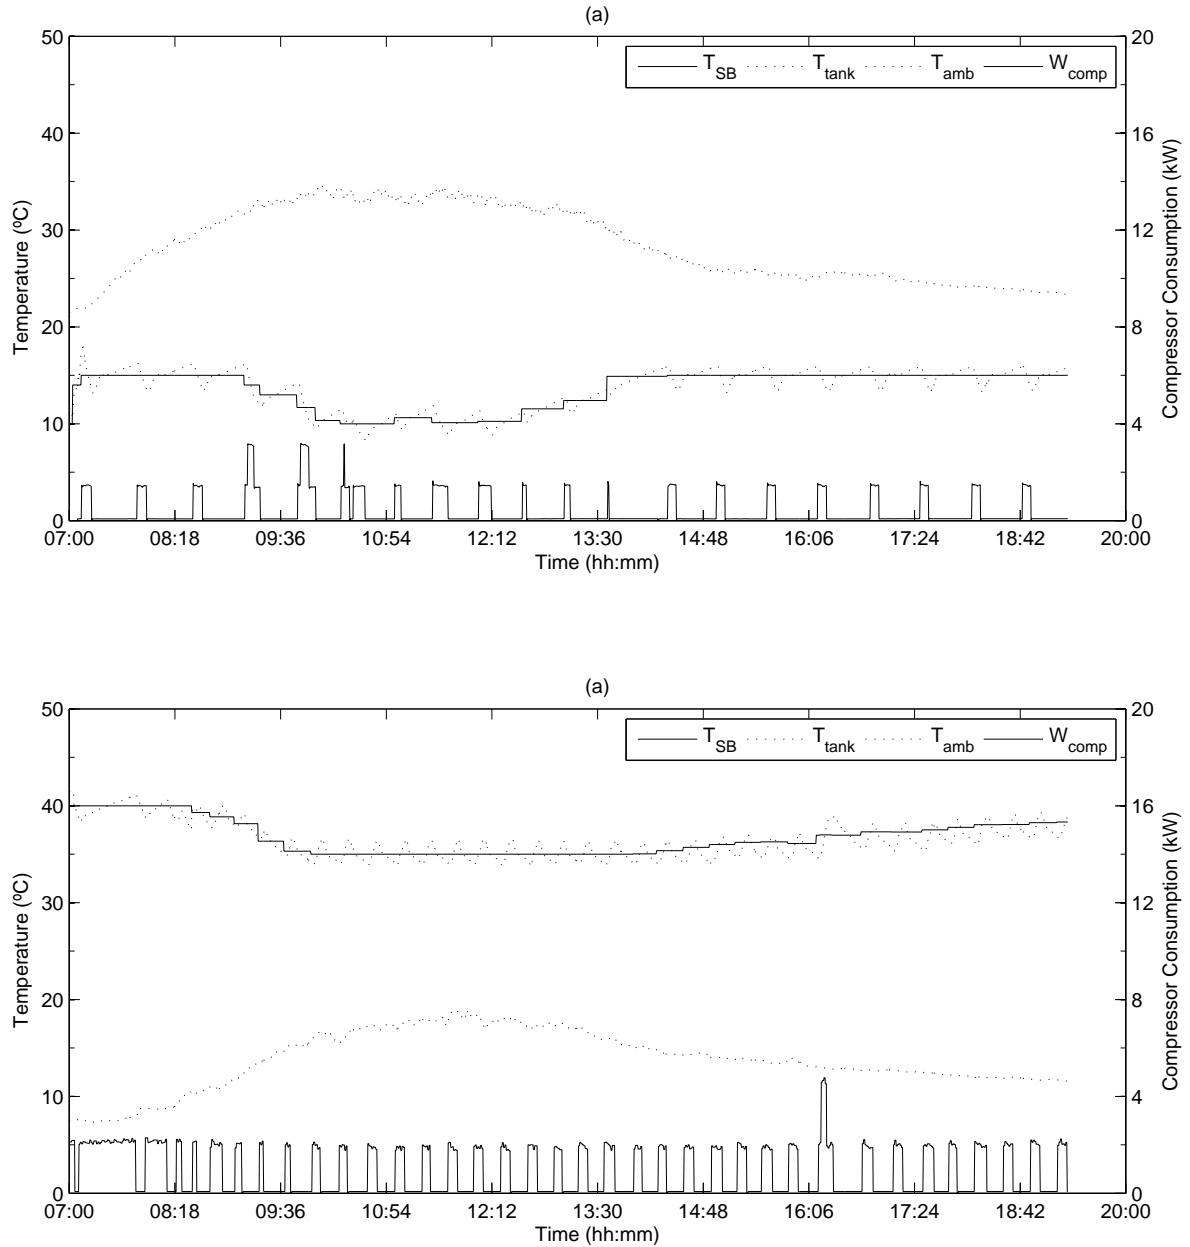 (a)
50 20
T_SB T_tank T_amb W_comp
40 16
30 12
20 8
10 4
0 0
07:00 08:18 09:36 10:54 12:12 13:30 14:48 16:06 17:24 18:42 20:00
Time (hh:mm)
Temperature (ºC)
Compressor Consumption (kW)
(a)
50 20
T_SB T_tank T_amb W_comp
40 16
30 12
20 8
10 4
0 0
07:00 08:18 09:36 10:54 12:12 13:30 14:48 16:06 17:24 18:42 20:00
Time (hh:mm)
Temperature (ºC)
Compressor Consumption (kW)